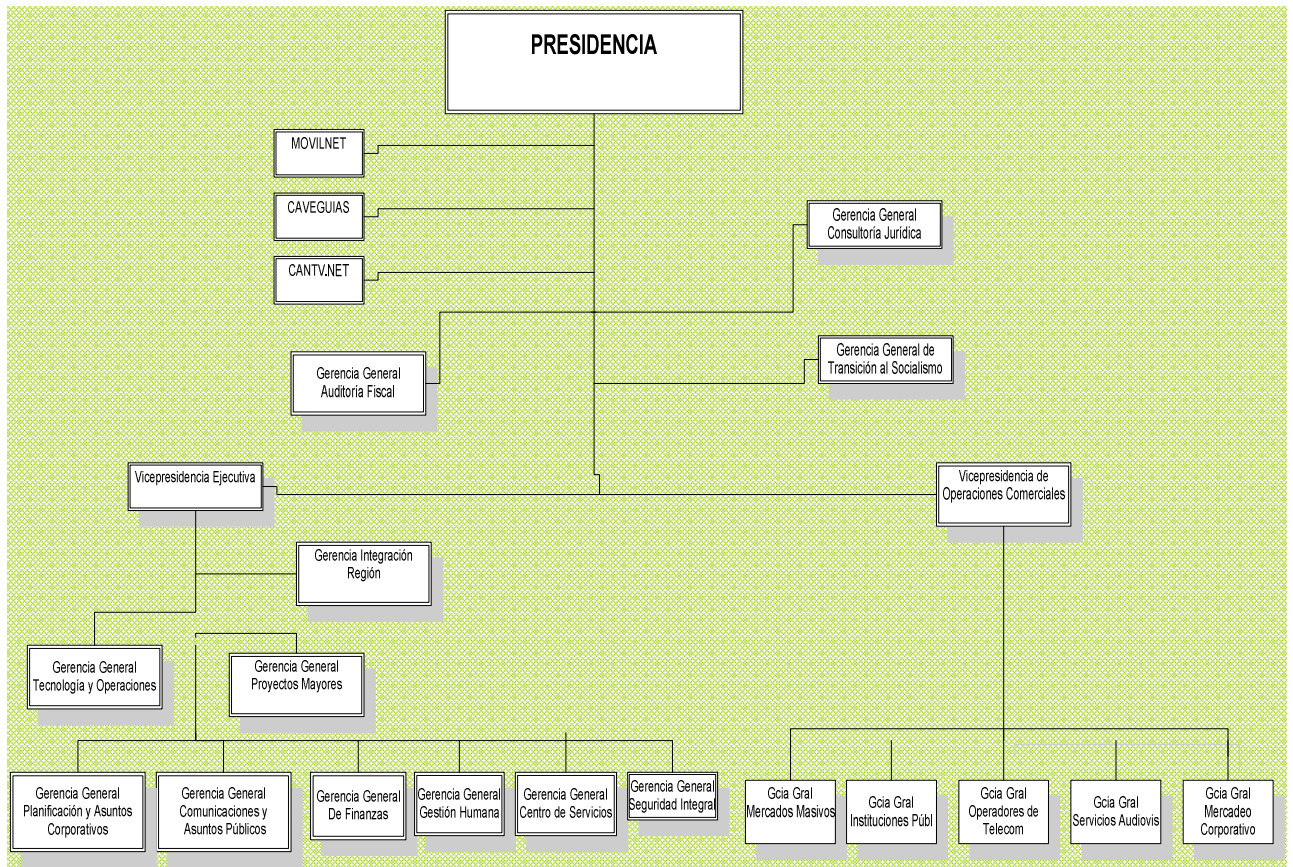 PRESIDENCIA
MOVILNET
CAVEGUIAS
CANTV.NET
Gerencia General
Consultoría Jurídica
Gerencia General de
Transición al Socialismo
Gerencia General
Auditoría Fiscal
Vicepresidencia Ejecutiva
Vicepresidencia de
Operaciones Comerciales
Gerencia Integración
Región
Gerencia General
Tecnología y Operaciones
Gerencia General
Proyectos Mayores
Gerencia General
Planificación y Asuntos
Corporativos
Gerencia General
Comunicaciones y
Asuntos Públicos
Gerencia General
De Finanzas
Gerencia General
Gestión Humana
Gerencia General
Centro de Servicios
Gerencia General
Seguridad Integral
Gcia Gral
Mercados Masivos
Gcia Gral
Instituciones Públ
Gcia Gral
Operadores de
Telecom
Gcia Gral
Servicios Audiovis
Gcia Gral
Mercadeo
Corporativo